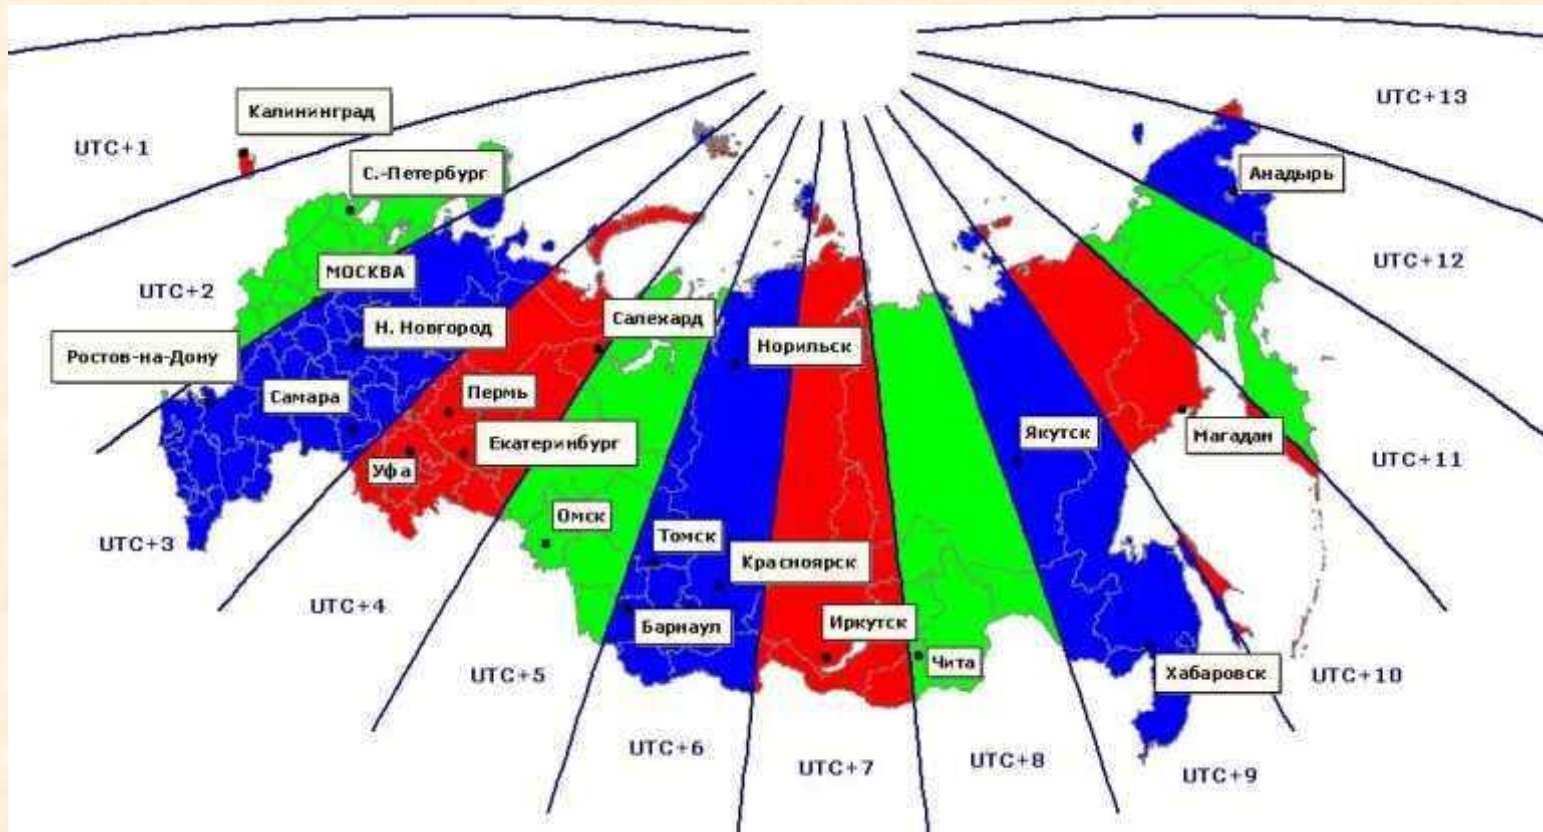 UTC+13
Калининград
UTC+1
С.-Петербург
Анадырь
МОСКВА
UTC+12
UTC+2
Н. Новгород
Салехард
Норильск
Ростов-на-Дону
Самара
Пермь
Екатеринбург
Якутск
Магадан
UTC+11
Уфа
Омск
UTC+3
Томск
Красноярск
UTC+4
Барнаул
Иркутск
Чита
Хабаровск
UTC+5
UTC+10
UTC+6
UTC+7
UTC+8
UTC+9